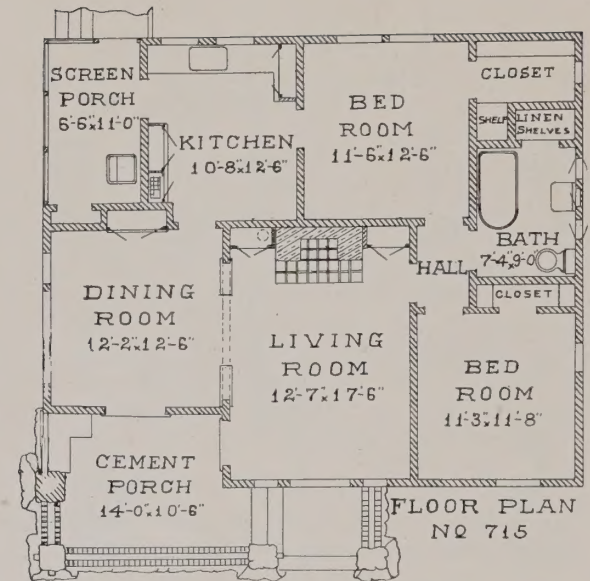 SCREEN
PORCH
6'-6"x11'-0"
KITCHEN
10'-8"x12'-6"
BED
ROOM
11'-6"x12'-6"
CLOSET
SHELF
LINEN
SHELVES
BATH
7'-4"x9'-0"
HALL
CLOSET
DINING
ROOM
12'-2"x12'-6"
LIVING
ROOM
12'-7"x17'-6"
BED
ROOM
11'-3"x11'-8"
CEMENT
PORCH
14'-0"x10'-6"
FLOOR PLAN
NO 715